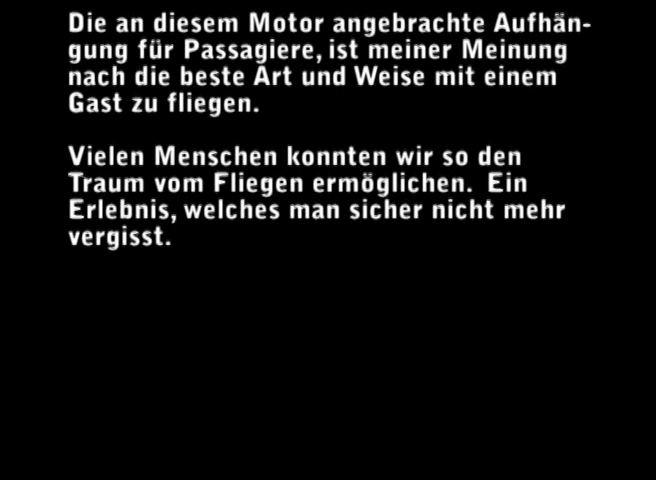 Die an diesem Motor angebrachte Aufhän-
gung für Passagiere, ist meiner Meinung
nach die beste Art und Weise mit einem
Gast zu fliegen.
Vielen Menschen konnten wir so den
Traum vom Fliegen ermöglichen. Ein
Erlebnis, welches man sicher nicht mehr
vergisst.